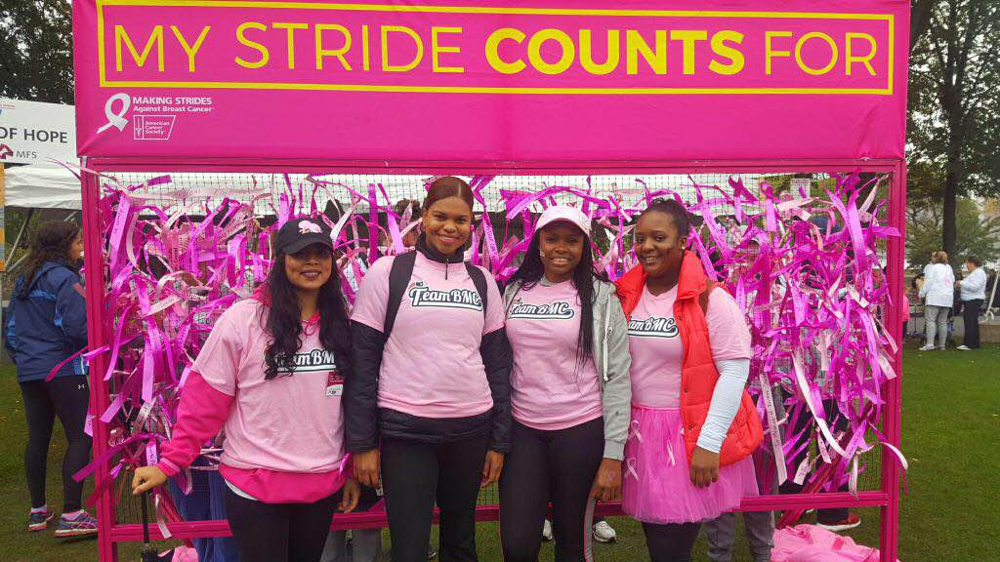 MY STRIDE COUNTS FOR
MAKING STRIDES
Against Breast Cancer
American
Cancer
Society
OF HOPE
MFS
Team BMC
Team BMC
Team BMC
Team BMC